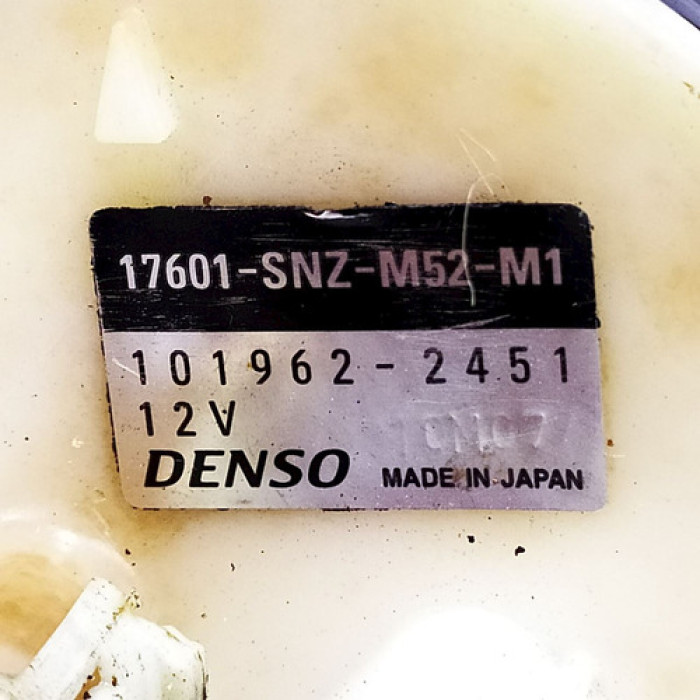 17601-SNZ-M52-M1
101962-2451
12V
DENSO MADE IN JAPAN